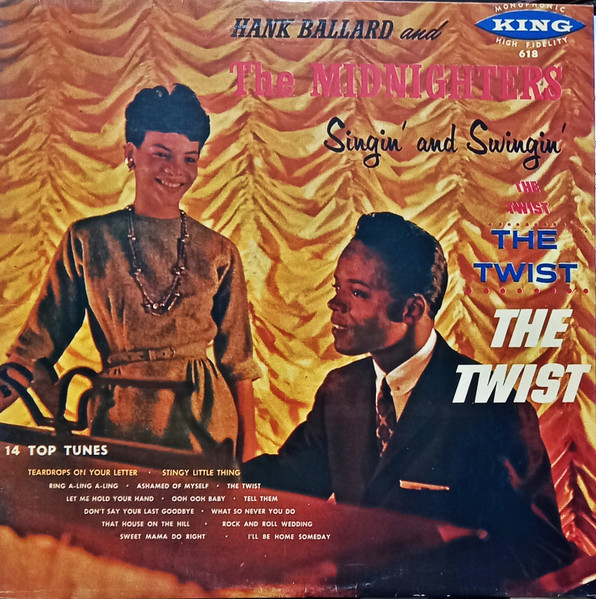 MONOPHONIC
KING
HIGH FIDELITY
618
HANK BALLARD and
The MIDNIGHTERS
Singin' and Swingin'
THE
TWIST
THE
TWIST
THE
TWIST
14 TOP TUNES
TEARDROPS ON YOUR LETTER · STINGY LITTLE THING
RING A-LING A-LING · ASHAMED OF MYSELF · THE TWIST
LET ME HOLD YOUR HAND · OOH OOH BABY · TELL THEM
DON'T SAY YOUR LAST GOODBYE · WHAT SO NEVER YOU DO
THAT HOUSE ON THE HILL · ROCK AND ROLL WEDDING
SWEET MAMA DO RIGHT · I'LL BE HOME SOMEDAY